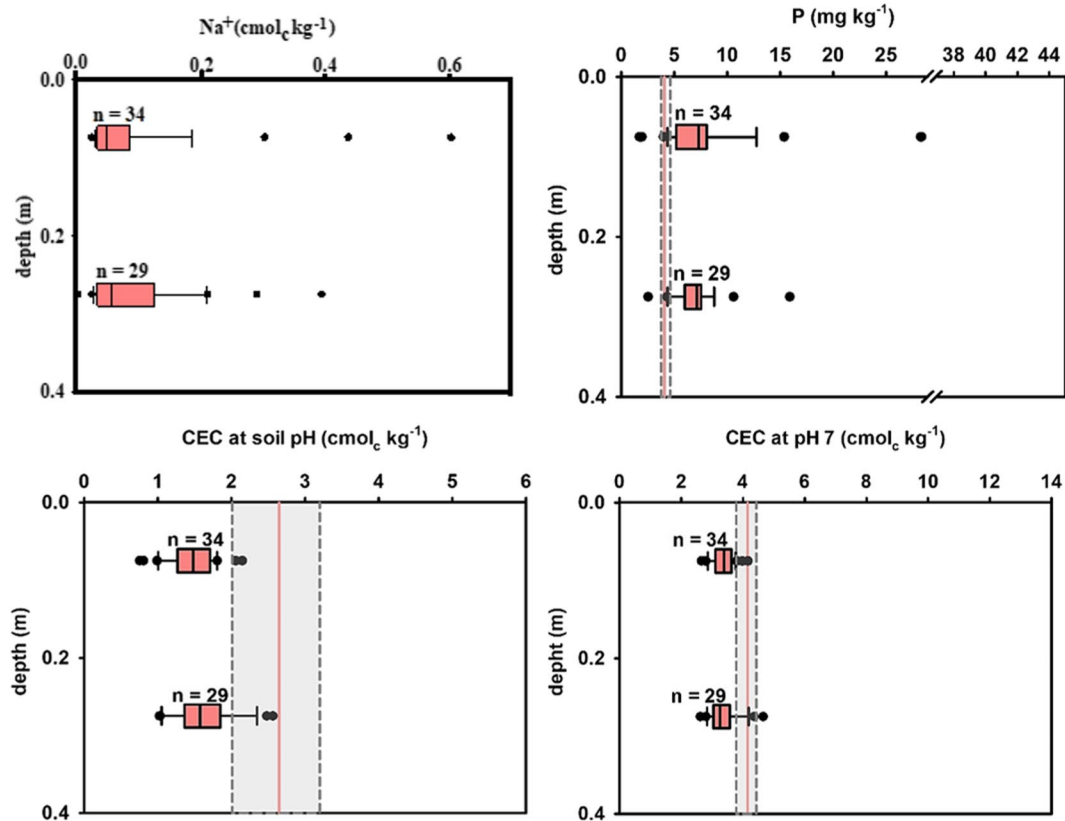 Na⁺(cmol꜀kg⁻¹)
0.0 0.2 0.4 0.6
0.0
n = 34
0.2
n = 29
0.4
depth (m)
P (mg kg⁻¹)
0 5 10 15 20 25 38 40 42 44
0.0
n = 34
0.2
n = 29
0.4
depth (m)
CEC at soil pH (cmol꜀ kg⁻¹)
0 1 2 3 4 5 6
0.0
n = 34
0.2
n = 29
0.4
depth (m)
CEC at pH 7 (cmol꜀ kg⁻¹)
0 2 4 6 8 10 12 14
0.0
n = 34
0.2
n = 29
0.4
depht (m)